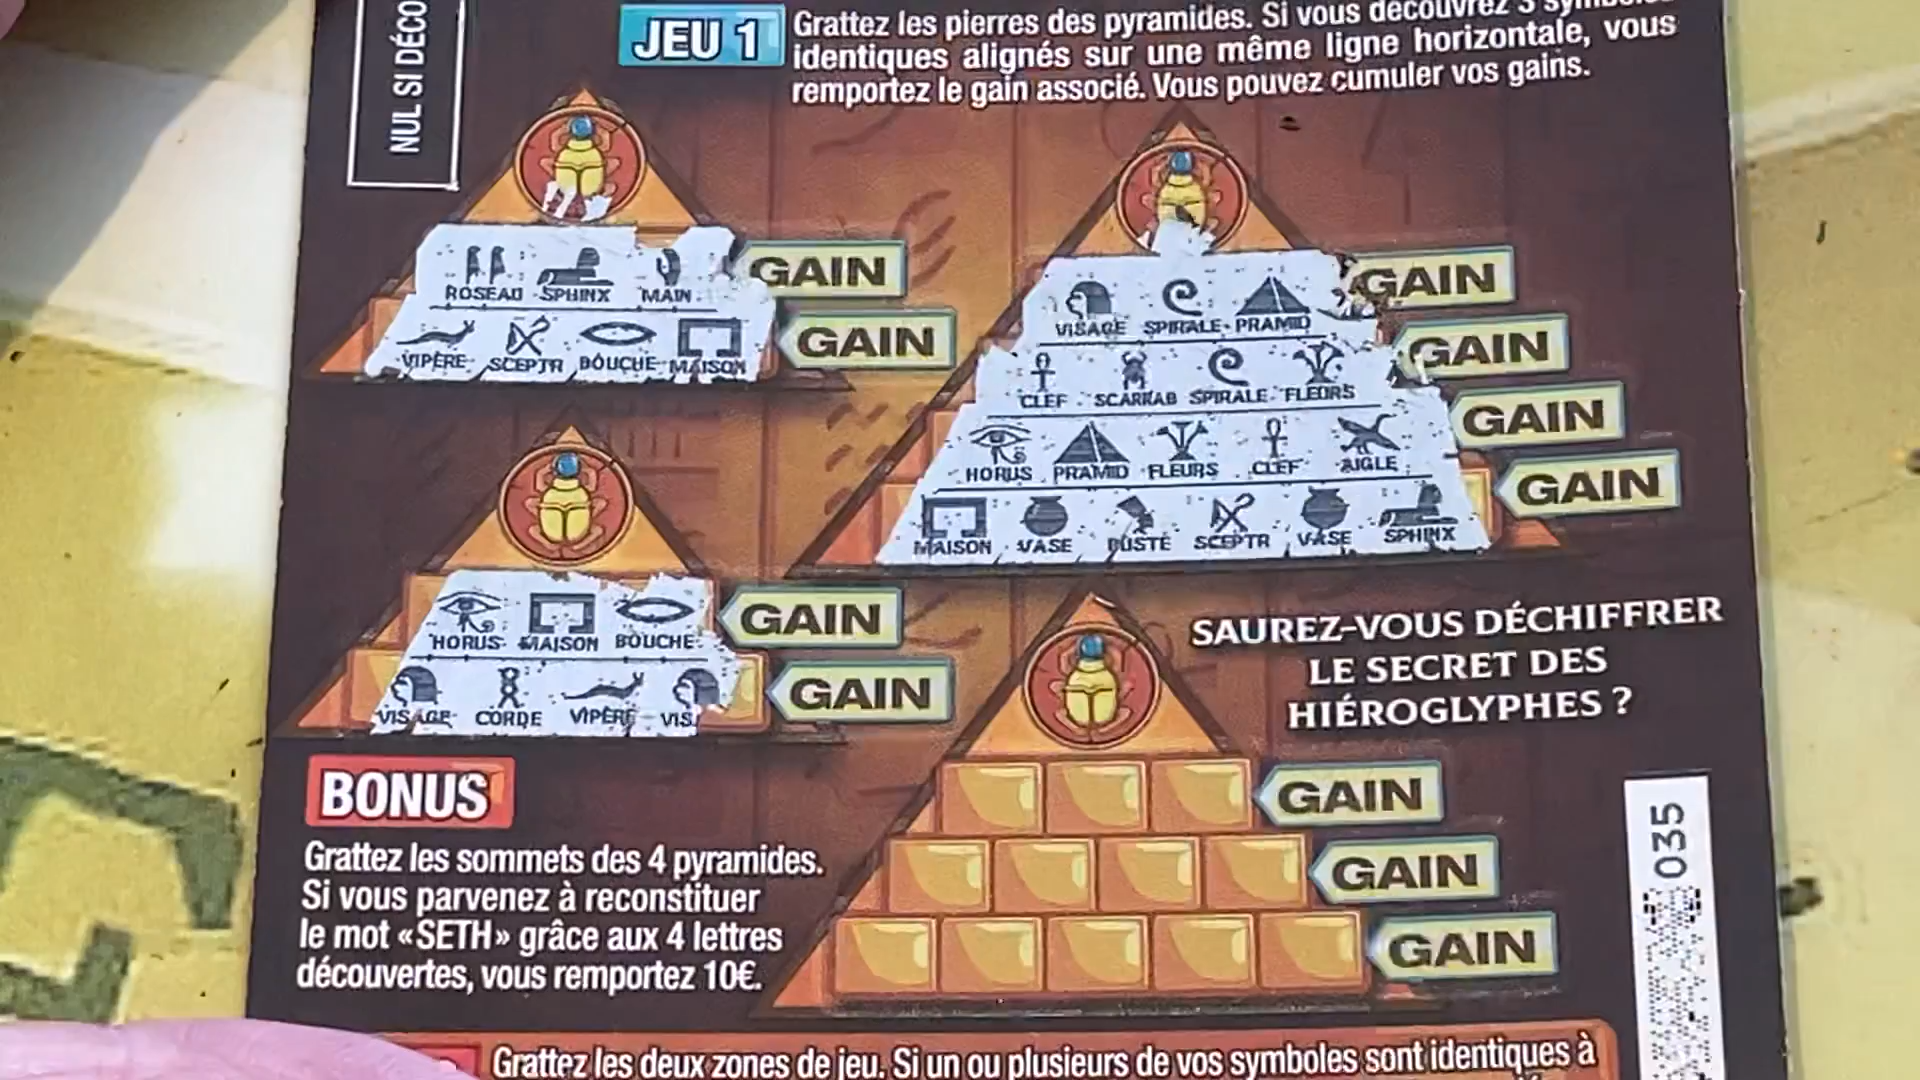 NUL SI DÉCO
JEU 1
Grattez les pierres des pyramides. Si vous découvrez 3
identiques alignés sur une même ligne horizontale, vous
remportez le gain associé. Vous pouvez cumuler vos gains.
ROSEAU SPHINX MAIN
GAIN
VIPÈRE SCEPTR BOUCHE MAISON
GAIN
VISAGE SPIRALE PRAMID
GAIN
CLEF SCARRAB SPIRALE FLEURS
GAIN
HORUS PRAMID FLEURS CLEF AIGLE
GAIN
MAISON VASE BUSTE SCEPTR VASE SPHINX
GAIN
HORUS MAISON BOUCHE
GAIN
VISAGE CORDE VIPÈRE VIS
GAIN
SAUREZ-VOUS DÉCHIFFRER
LE SECRET DES
HIÉROGLYPHES ?
GAIN
GAIN
GAIN
BONUS
Grattez les sommets des 4 pyramides.
Si vous parvenez à reconstituer
le mot «SETH» grâce aux 4 lettres
découvertes, vous remportez 10€.
035
Grattez les deux zones de jeu. Si un ou plusieurs de vos symboles sont identiques à